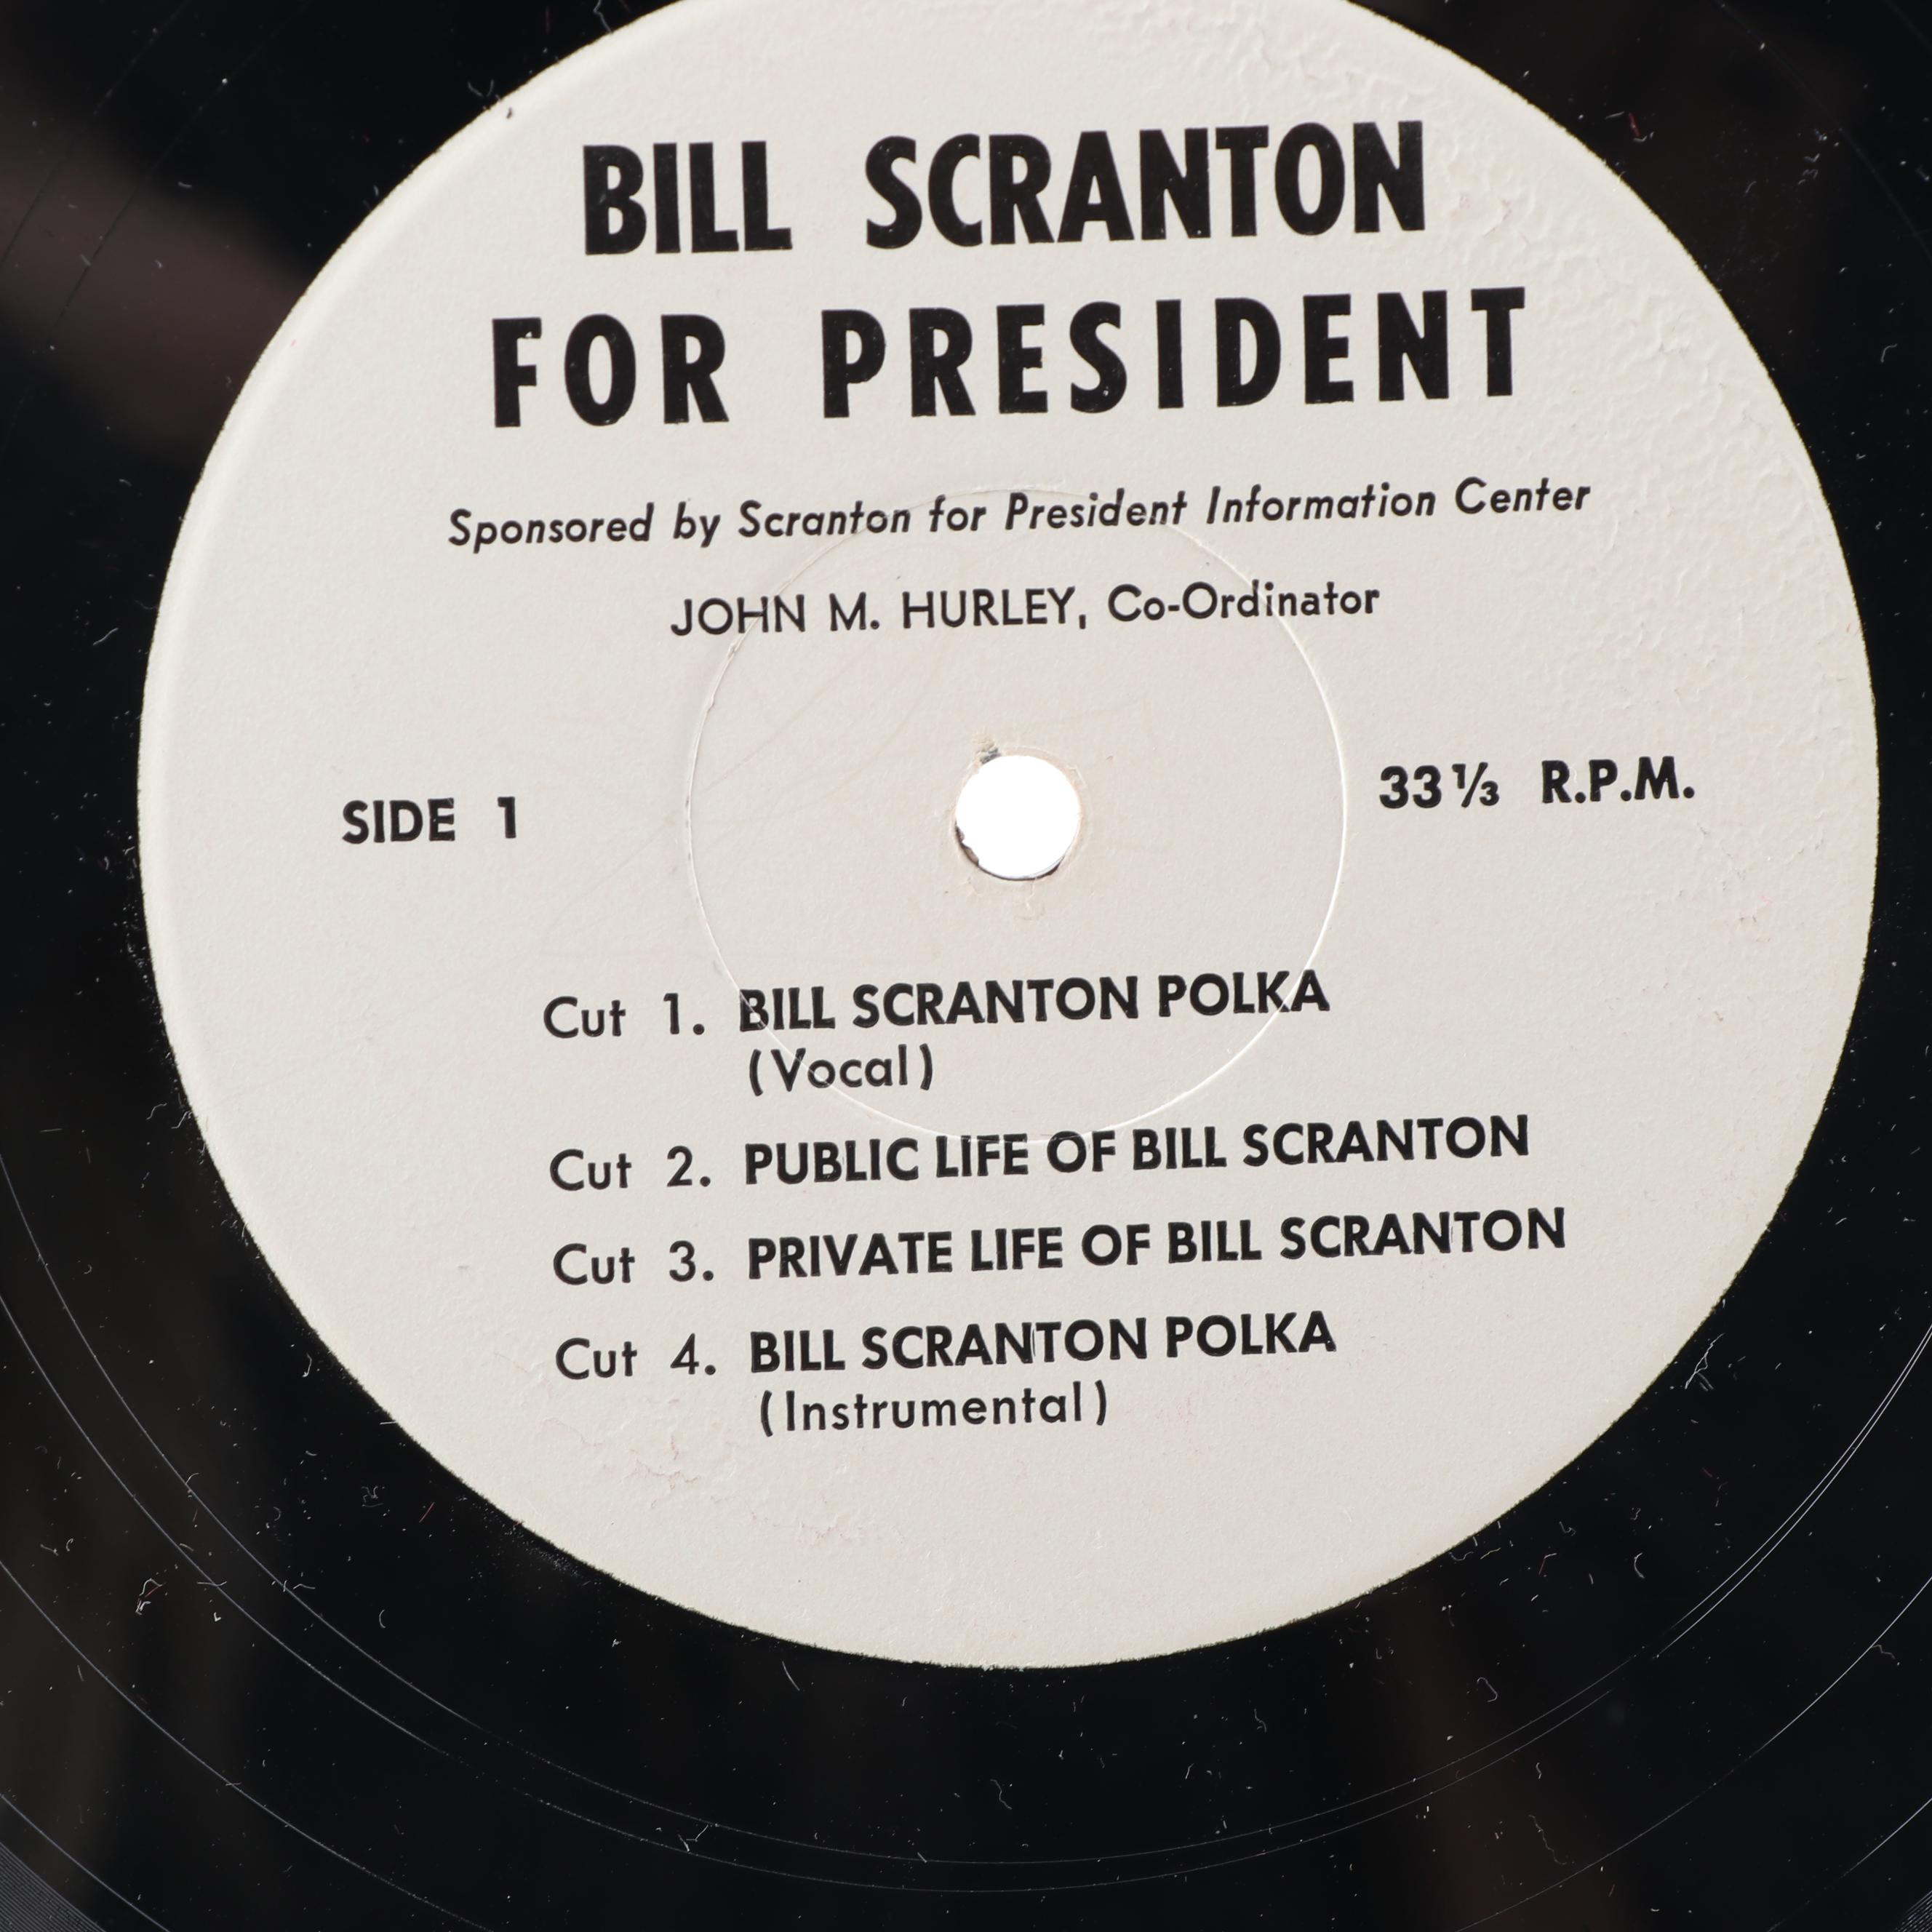 BILL SCRANTON
FOR PRESIDENT
Sponsored by Scranton for President Information Center
JOHN M. HURLEY, Co-Ordinator
SIDE 1
33⅓ R.P.M.
Cut 1. BILL SCRANTON POLKA
(Vocal)
Cut 2. PUBLIC LIFE OF BILL SCRANTON
Cut 3. PRIVATE LIFE OF BILL SCRANTON
Cut 4. BILL SCRANTON POLKA
(Instrumental)